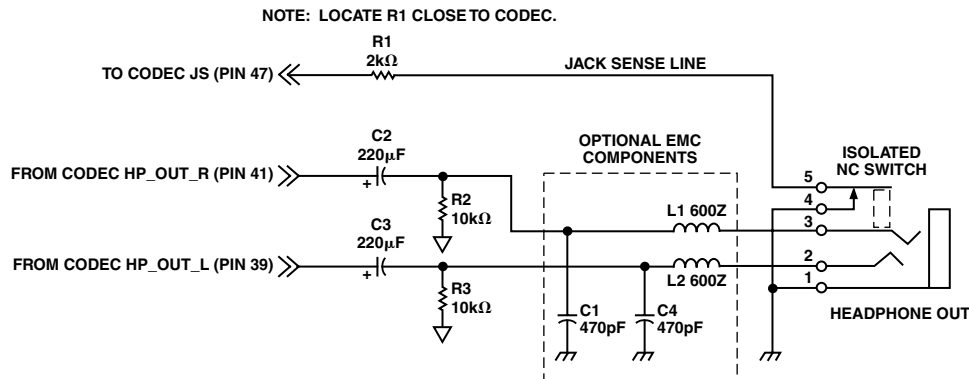 NOTE: LOCATE R1 CLOSE TO CODEC.
R1
2kΩ
TO CODEC JS (PIN 47)
JACK SENSE LINE
C2
220μF
+
OPTIONAL EMC
COMPONENTS
ISOLATED
NC SWITCH
FROM CODEC HP_OUT_R (PIN 41)
5
4
3
2
1
R2
10kΩ
L1 600Z
C3
220μF
+
FROM CODEC HP_OUT_L (PIN 39)
L2 600Z
R3
10kΩ
C1
470pF
C4
470pF
HEADPHONE OUT